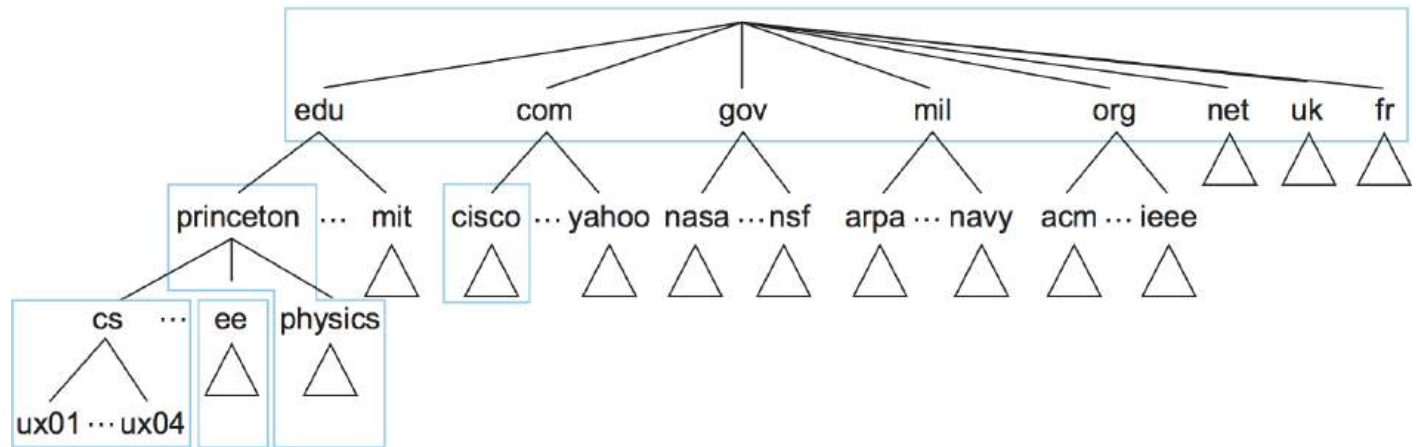 edu com gov mil org net uk fr
princeton ··· mit cisco ··· yahoo nasa ··· nsf arpa ··· navy acm ··· ieee
cs ··· ee physics
ux01 ··· ux04